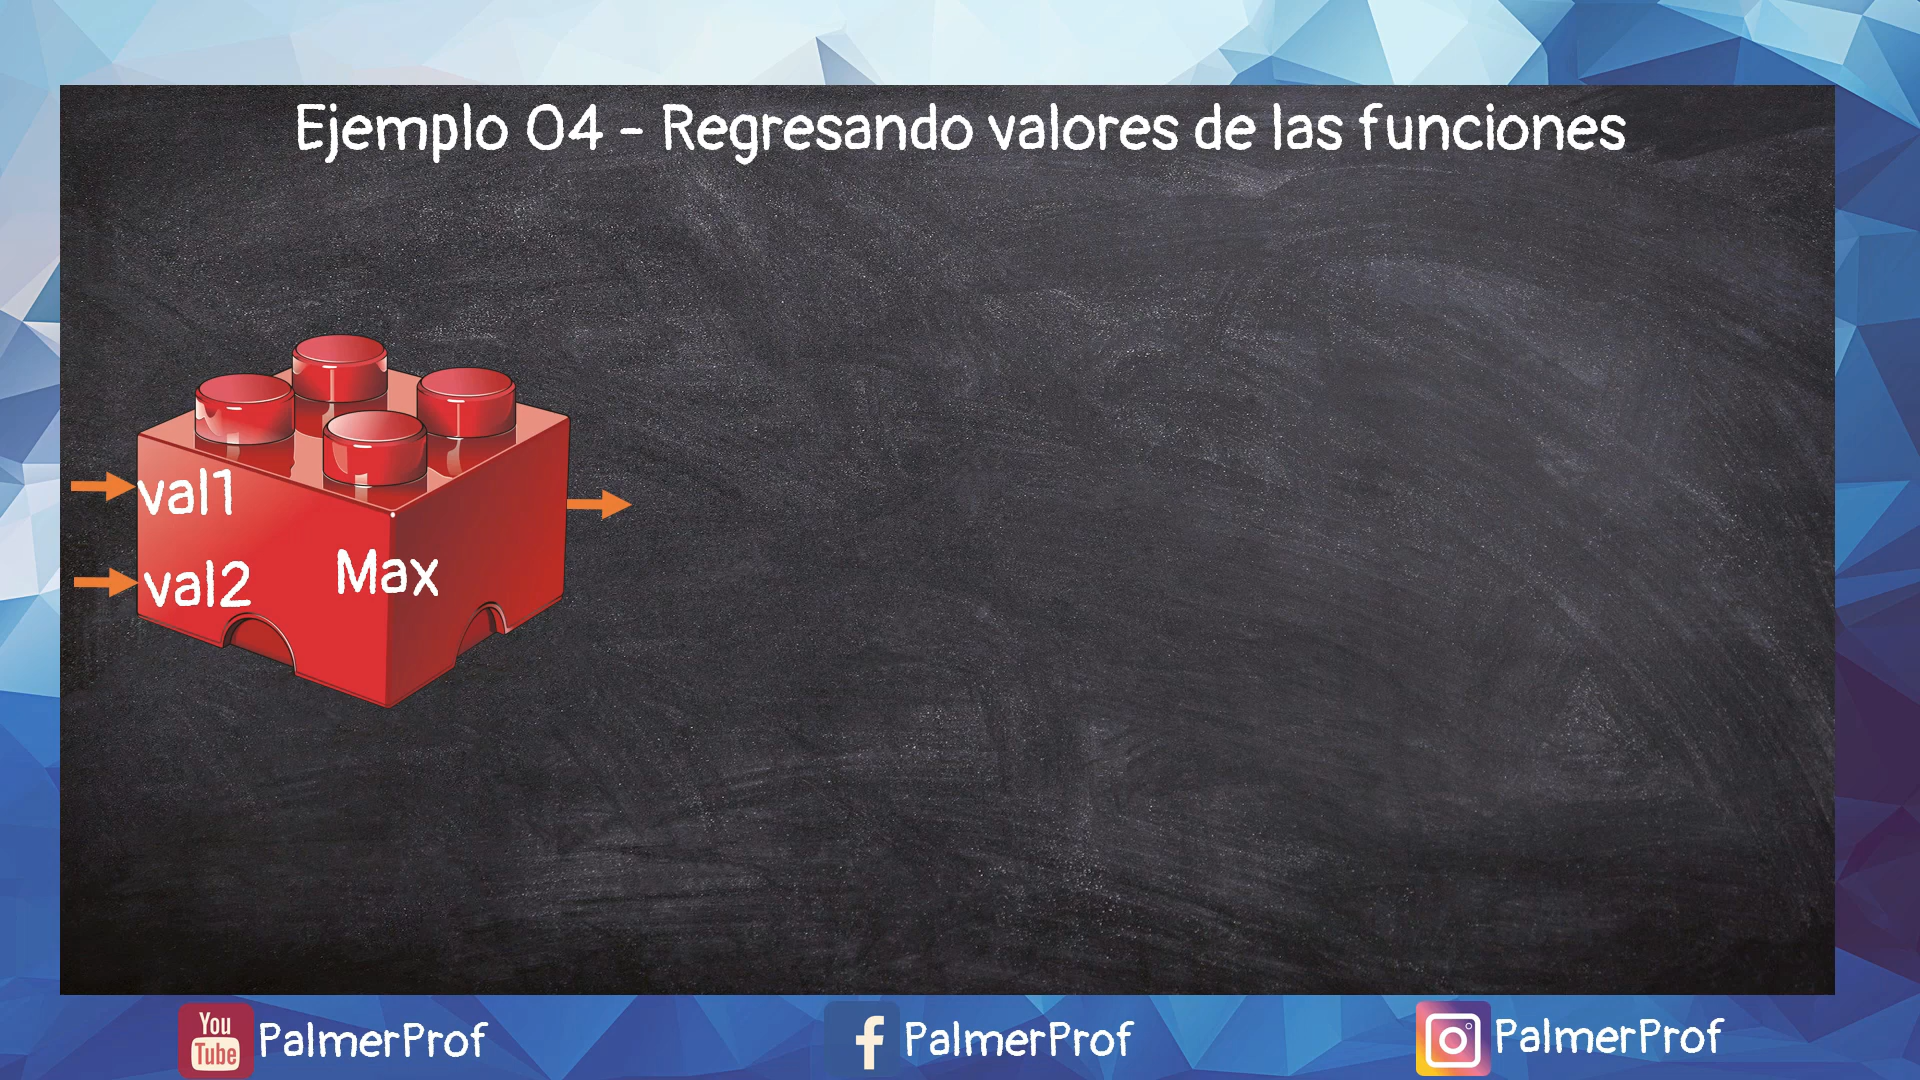 Ejemplo 04 - Regresando valores de las funciones
val1
val2
Max
You
Tube
PalmerProf
f
PalmerProf
PalmerProf